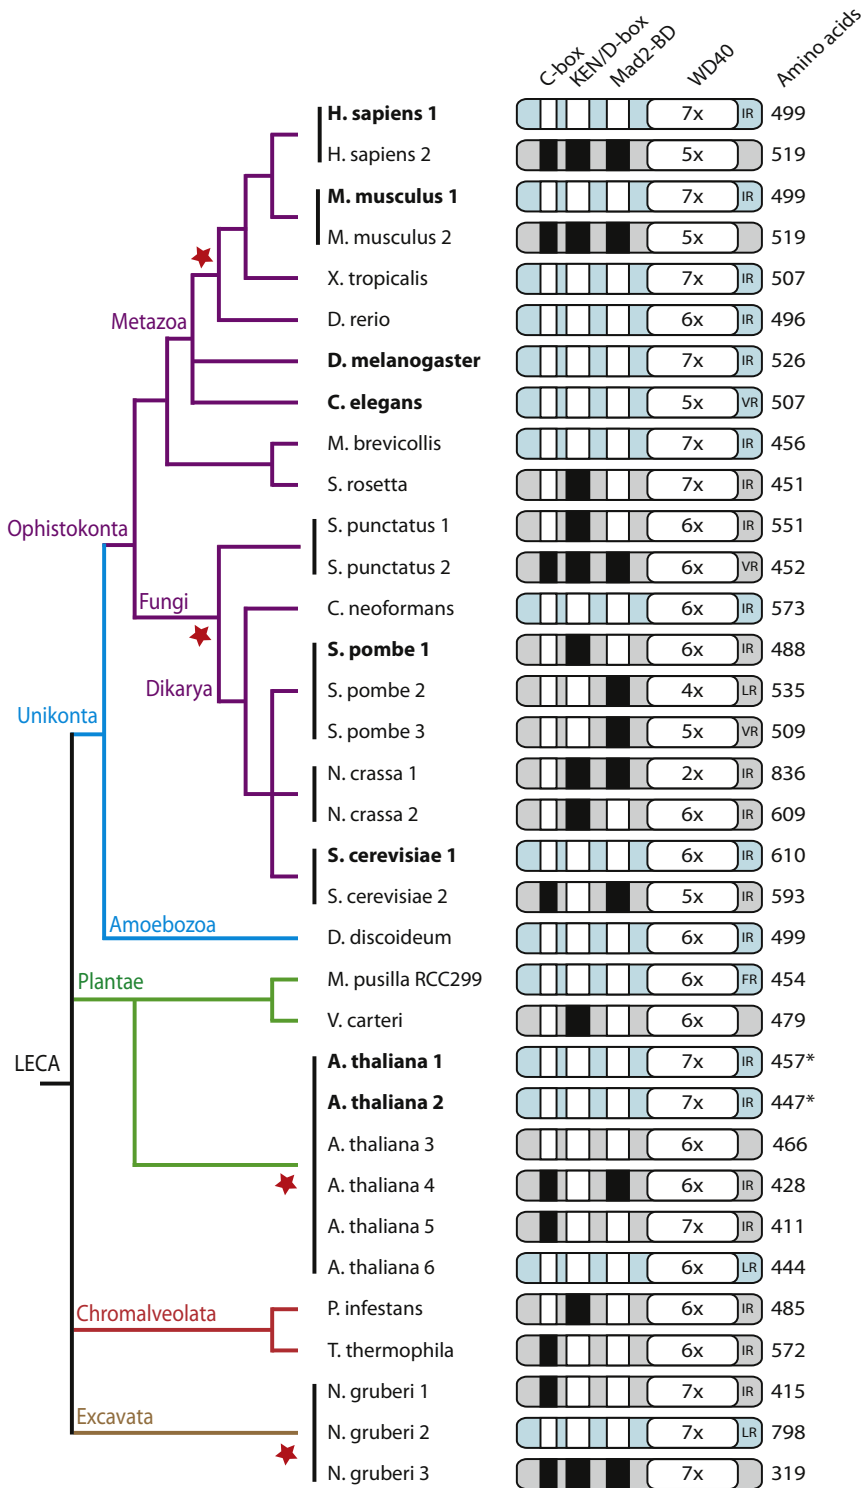 C-box KEN/D-box Mad2-BD WD40 Amino acids
H. sapiens 1 7x IR 499
H. sapiens 2 5x 519
M. musculus 1 7x IR 499
M. musculus 2 5x 519
X. tropicalis 7x IR 507
D. rerio 6x IR 496
Metazoa
D. melanogaster 7x IR 526
C. elegans 5x VR 507
M. brevicollis 7x IR 456
S. rosetta 7x IR 451
Ophistokonta
S. punctatus 1 6x IR 551
S. punctatus 2 6x VR 452
Fungi
C. neoformans 6x IR 573
S. pombe 1 6x IR 488
Dikarya
S. pombe 2 4x LR 535
Unikonta
S. pombe 3 5x VR 509
N. crassa 1 2x IR 836
N. crassa 2 6x IR 609
S. cerevisiae 1 6x IR 610
S. cerevisiae 2 5x IR 593
Amoebozoa
D. discoideum 6x IR 499
Plantae
M. pusilla RCC299 6x FR 454
V. carteri 6x 479
LECA
A. thaliana 1 7x IR 457*
A. thaliana 2 7x IR 447*
A. thaliana 3 6x 466
A. thaliana 4 6x IR 428
A. thaliana 5 7x IR 411
A. thaliana 6 6x LR 444
Chromalveolata
P. infestans 6x IR 485
T. thermophila 6x IR 572
N. gruberi 1 7x IR 415
Excavata
N. gruberi 2 7x LR 798
N. gruberi 3 7x 319